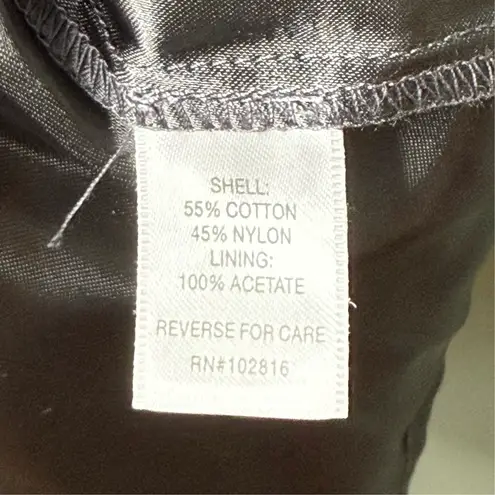 SHELL:
55% COTTON
45% NYLON
LINING:
100% ACETATE
REVERSE FOR CARE
RN#102816